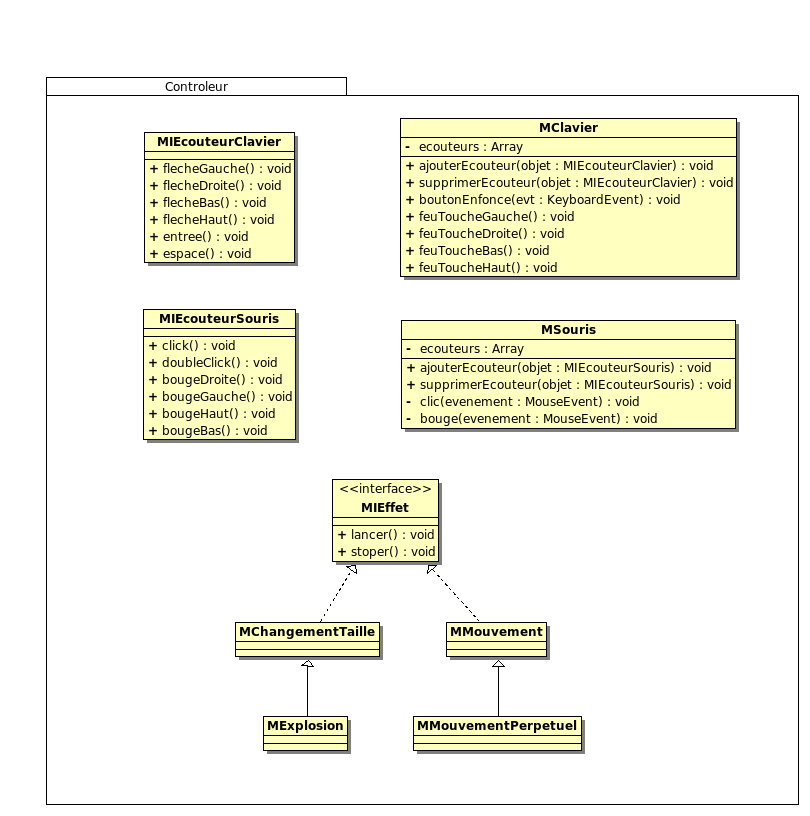 Controleur
MIEcouteurClavier
+ flecheGauche() : void
+ flecheDroite() : void
+ flecheBas() : void
+ flecheHaut() : void
+ entree() : void
+ espace() : void
MClavier
- ecouteurs : Array
+ ajouterEcouteur(objet : MIEcouteurClavier) : void
+ supprimerEcouteur(objet : MIEcouteurClavier) : void
+ boutonEnfonce(evt : KeyboardEvent) : void
+ feuToucheGauche() : void
+ feuToucheDroite() : void
+ feuToucheBas() : void
+ feuToucheHaut() : void
MIEcouteurSouris
+ click() : void
+ doubleClick() : void
+ bougeDroite() : void
+ bougeGauche() : void
+ bougeHaut() : void
+ bougeBas() : void
MSouris
- ecouteurs : Array
+ ajouterEcouteur(objet : MIEcouteurSouris) : void
+ supprimerEcouteur(objet : MIEcouteurSouris) : void
- clic(evenement : MouseEvent) : void
- bouge(evenement : MouseEvent) : void
<<interface>>
MIEffet
+ lancer() : void
+ stoper() : void
MChangementTaille
MMouvement
MExplosion
MMouvementPerpetuel